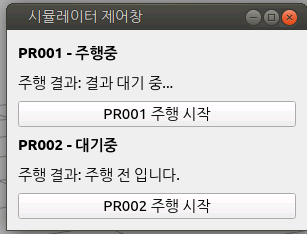 시뮬레이터 제어창
PR001 - 주행중
주행 결과: 결과 대기 중...
PR001 주행 시작
PR002 - 대기중
주행 결과: 주행 전 입니다.
PR002 주행 시작